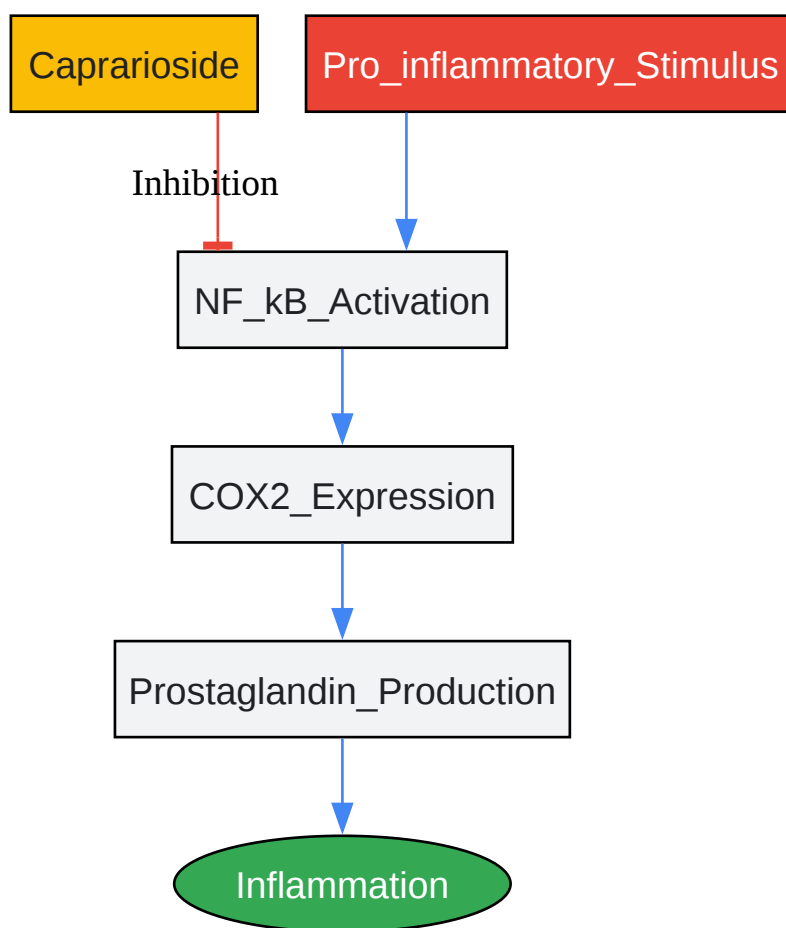 Caprarioside
Pro_inflammatory_Stimulus
Inhibition
NF_kB_Activation
COX2_Expression
Prostaglandin_Production
Inflammation